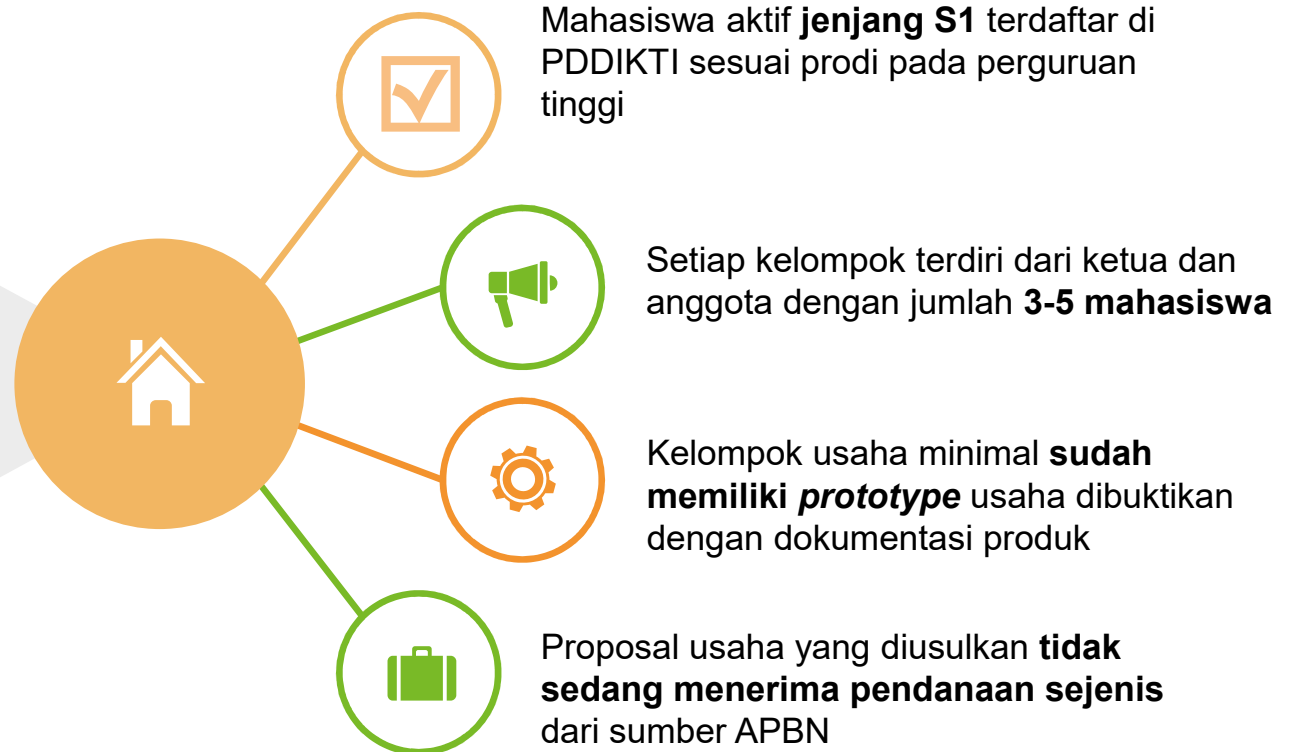 Mahasiswa aktif jenjang S1 terdaftar di
PDDIKTI sesuai prodi pada perguruan
tinggi
Setiap kelompok terdiri dari ketua dan
anggota dengan jumlah 3-5 mahasiswa
Kelompok usaha minimal sudah
memiliki prototype usaha dibuktikan
dengan dokumentasi produk
Proposal usaha yang diusulkan tidak
sedang menerima pendanaan sejenis
dari sumber APBN